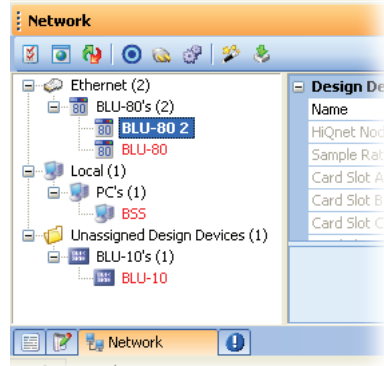 Network
Ethernet (2)
BLU-80's (2)
BLU-80 2
BLU-80
Local (1)
PC's (1)
BSS
Unassigned Design Devices (1)
BLU-10's (1)
BLU-10
Design De
Name
HiQnet Nod
Sample Rat
Card Slot A
Card Slot B
Card Slot C
Network